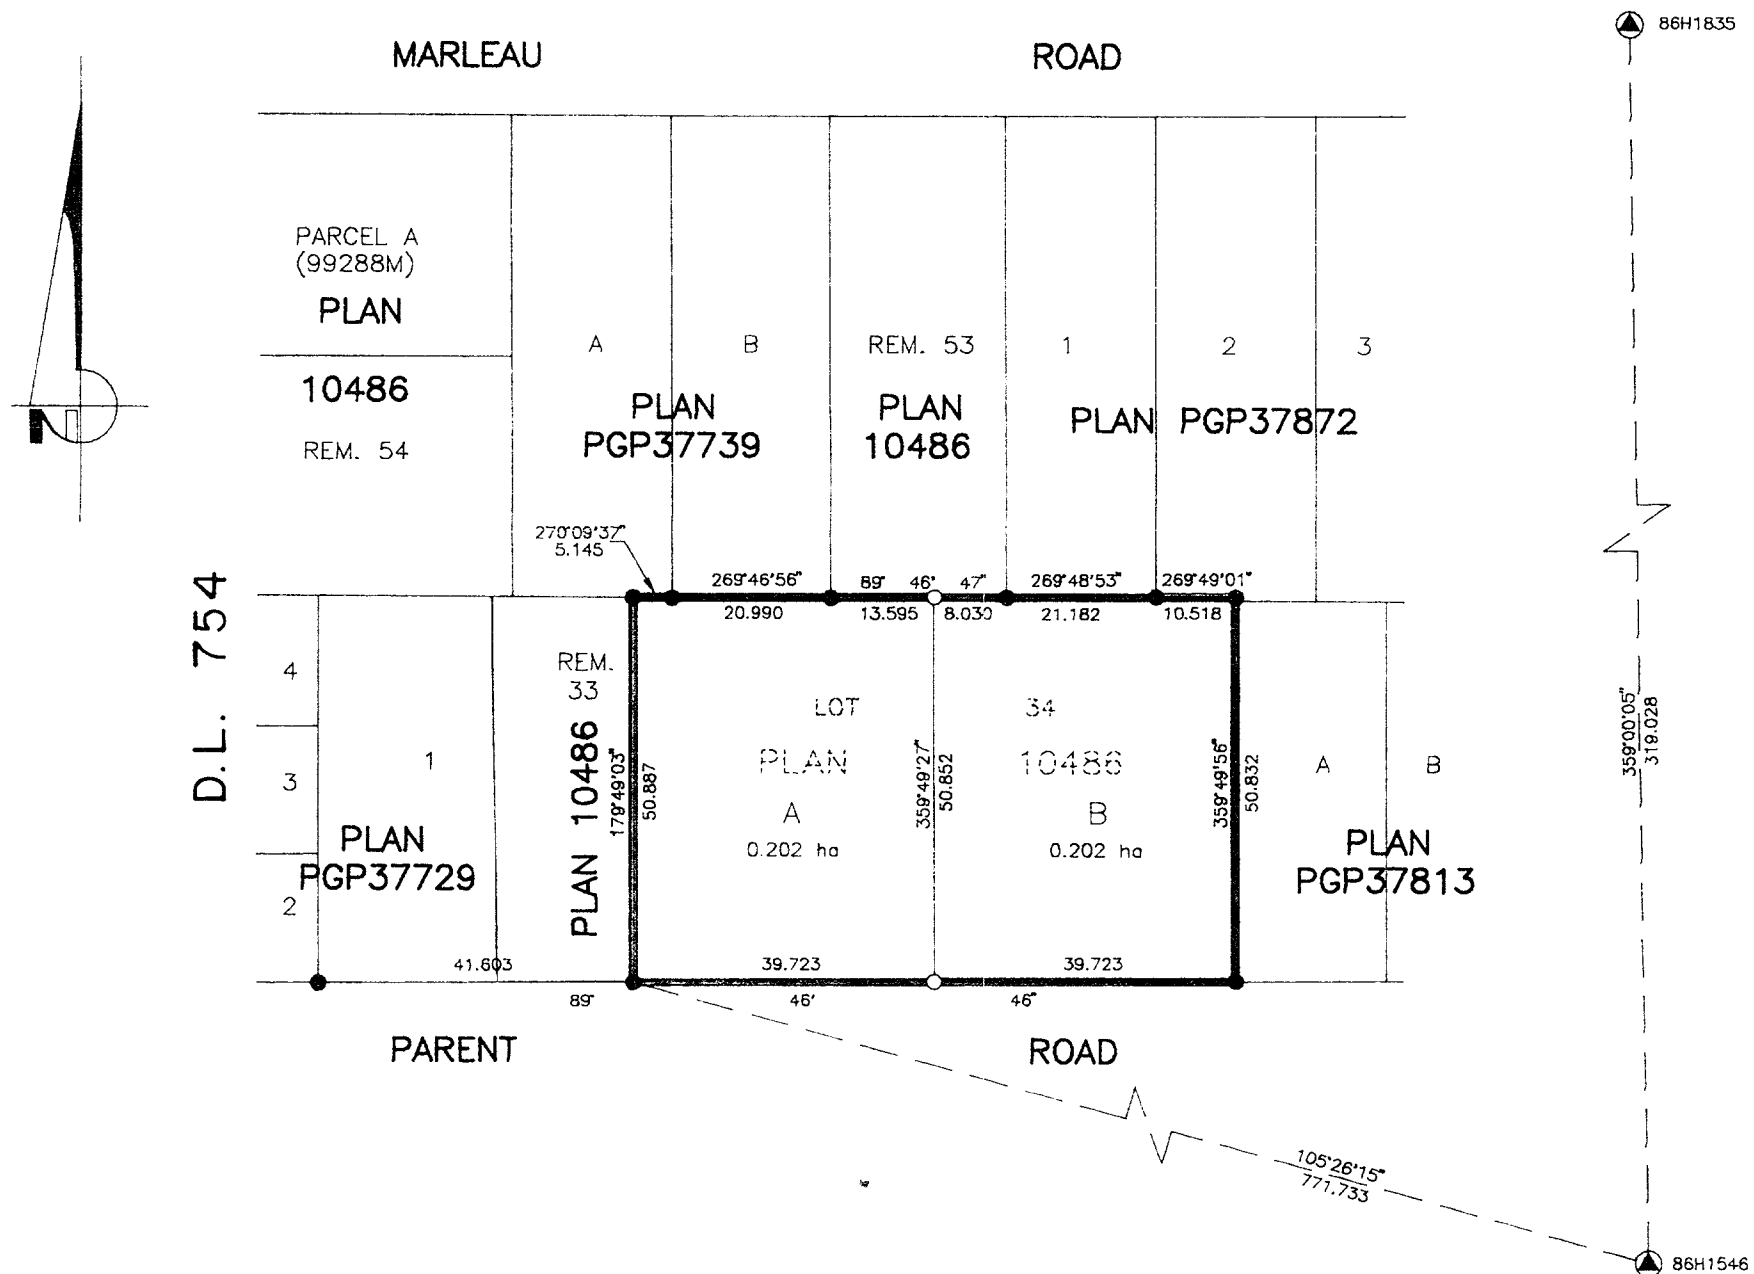 86H1835
MARLEAU ROAD
PARCEL A
(99288M)
PLAN
10486
REM. 54
A
B
PLAN
PGP37739
REM. 53
PLAN
10486
1
2
3
PLAN PGP37872
270°09'37"
5.145
269°46'56"
20.990
89° 46' 47"
13.595
8.030
269°48'53"
21.182
269°49'01"
10.518
D.L. 754
4
3
2
1
PLAN
PGP37729
REM.
33
PLAN 10486
179°49'03"
50.887
LOT 34
PLAN 10486
A
0.202 ha
359°49'27"
50.852
B
0.202 ha
359°49'56"
50.832
A
B
PLAN
PGP37813
359°00'05"
319.028
41.603
39.723
39.723
89° 46' 46"
PARENT ROAD
105°26'15"
771.733
86H1546